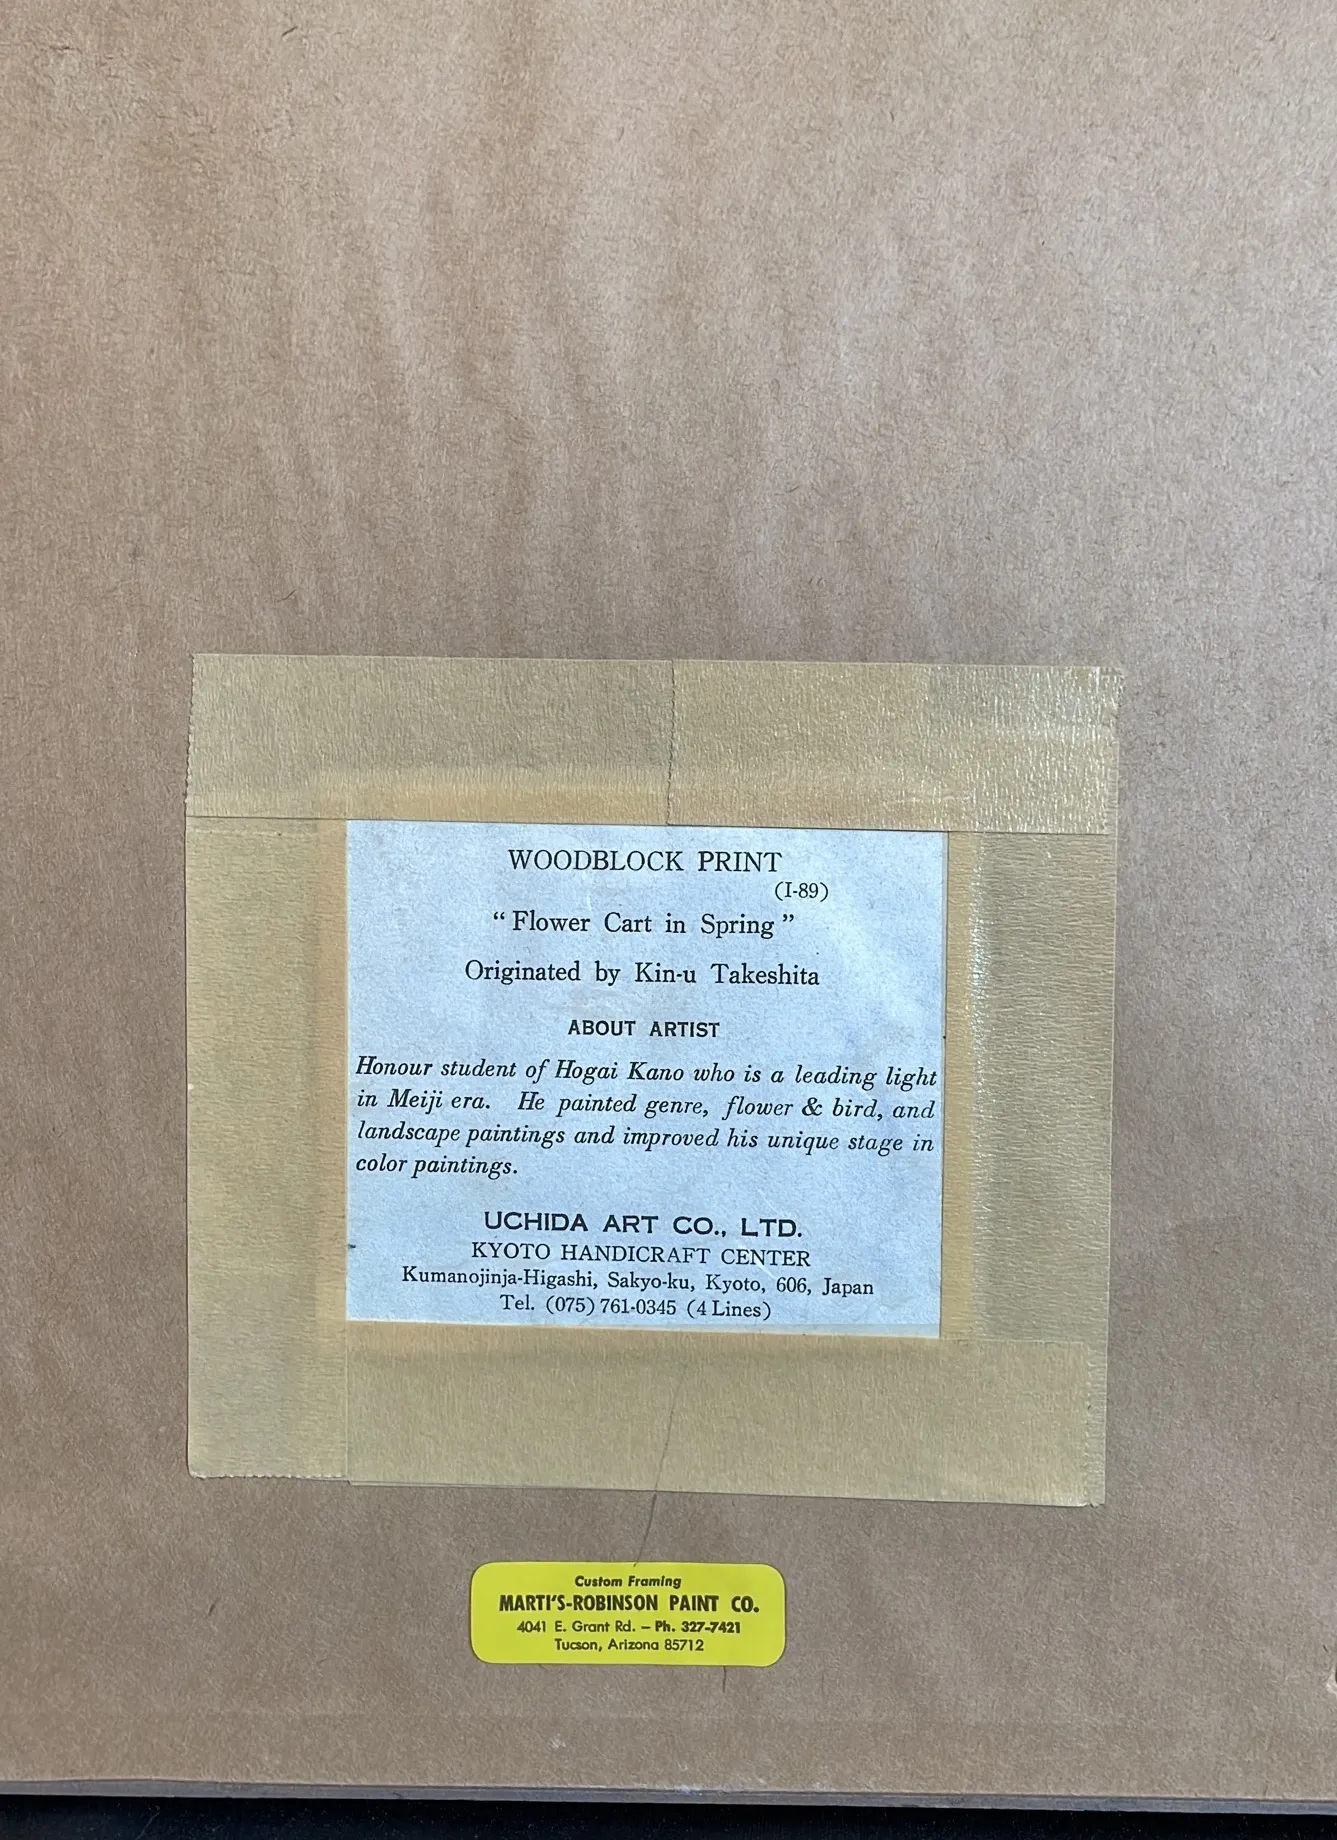 WOODBLOCK PRINT
(I-89)
“Flower Cart in Spring”
Originated by Kin-u Takeshita
ABOUT ARTIST
Honour student of Hogai Kano who is a leading light
in Meiji era. He painted genre, flower & bird, and
landscape paintings and improved his unique stage in
color paintings.
UCHIDA ART CO., LTD.
KYOTO HANDICRAFT CENTER
Kumanojinja-Higashi, Sakyo-ku, Kyoto, 606, Japan
Tel. (075) 761-0345 (4 Lines)
Custom Framing
MARTI'S-ROBINSON PAINT CO.
4041 E. Grant Rd. – Ph. 327-7421
Tucson, Arizona 85712